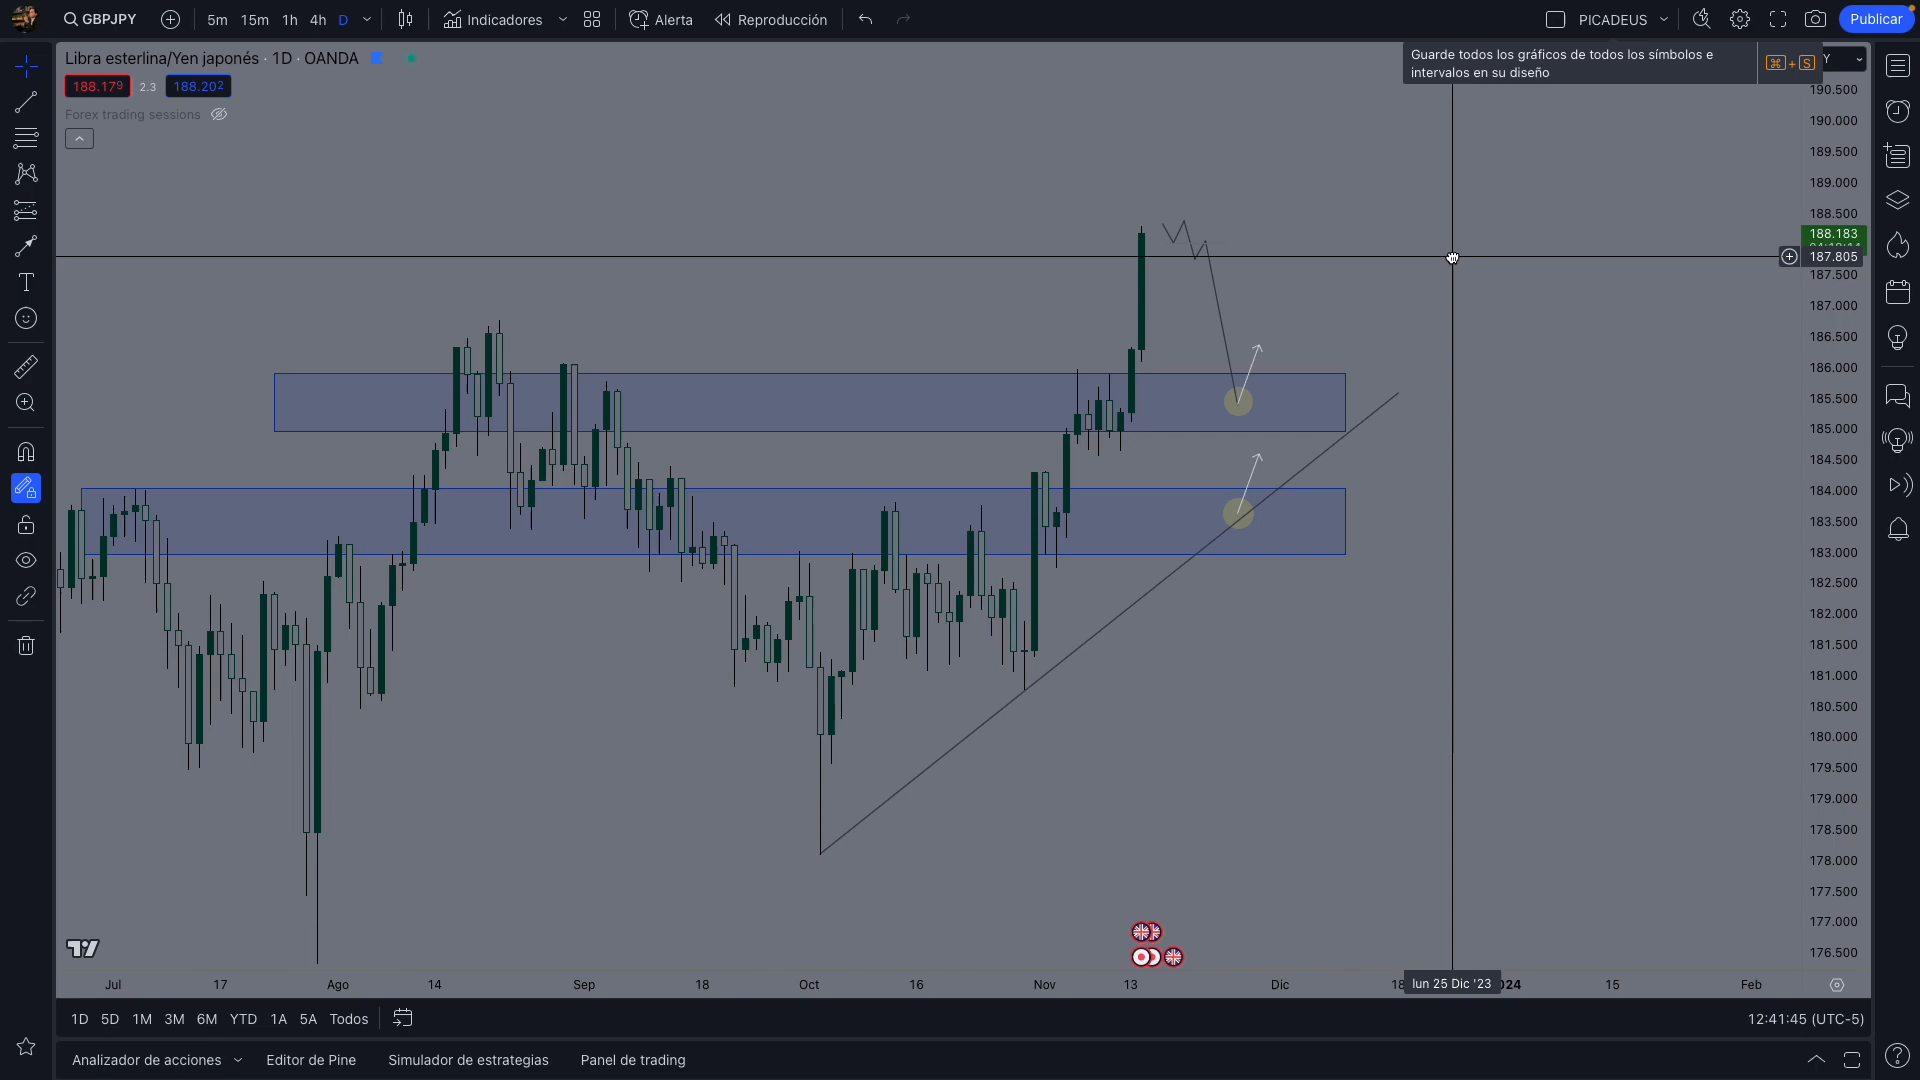 GBPJPY
5m 15m 1h 4h D
Indicadores
Alerta
Reproducción
PICADEUS
Publicar
Libra esterlina/Yen japonés · 1D · OANDA
188.179 2.3 188.202
Forex trading sessions
Guarde todos los gráficos de todos los símbolos e
intervalos en su diseño
⌘ + S
Y
190.500
190.000
189.500
189.000
188.500
188.183
187.805
187.500
187.000
186.500
186.000
185.500
185.000
184.500
184.000
183.500
183.000
182.500
182.000
181.500
181.000
180.500
180.000
179.500
179.000
178.500
178.000
177.500
177.000
176.500
Jul 17 Ago 14 Sep 18 Oct 16 Nov 13 Dic 18 lun 25 Dic '23 024 15 Feb
1D 5D 1M 3M 6M YTD 1A 5A Todos
12:41:45 (UTC-5)
Analizador de acciones Editor de Pine Simulador de estrategias Panel de trading